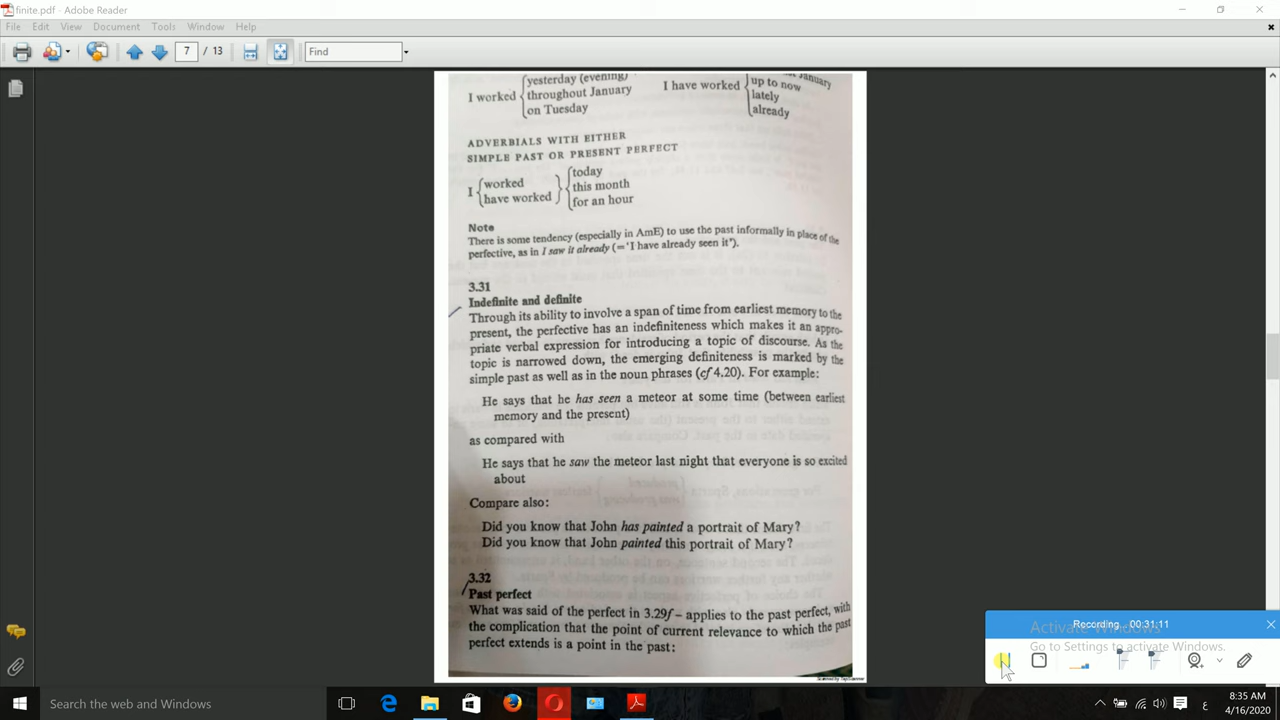 finite.pdf - Adobe Reader
File Edit View Document Tools Window Help
7 / 13 Find
I worked yesterday (evening) throughout January on Tuesday
I have worked January up to now lately already
ADVERBIALS WITH EITHER
SIMPLE PAST OR PRESENT PERFECT
I worked have worked today this month for an hour
Note
There is some tendency (especially in AmE) to use the past informally in place of the
perfective, as in I saw it already (= 'I have already seen it').
3.31
Indefinite and definite
Through its ability to involve a span of time from earliest memory to the
present, the perfective has an indefiniteness which makes it an appro-
priate verbal expression for introducing a topic of discourse. As the
topic is narrowed down, the emerging definiteness is marked by the
simple past as well as in the noun phrases (cf 4.20). For example:
He says that he has seen a meteor at some time (between earliest
memory and the present)
as compared with
He says that he saw the meteor last night that everyone is so excited
about
Compare also:
Did you know that John has painted a portrait of Mary?
Did you know that John painted this portrait of Mary?
3.32
Past perfect
What was said of the perfect in 3.29f – applies to the past perfect, with
the complication that the point of current relevance to which the past
perfect extends is a point in the past:
Recording 00:31:11
Activate Windows
Go to Settings to activate Windows.
Search the web and Windows
8:35 AM
4/16/2020